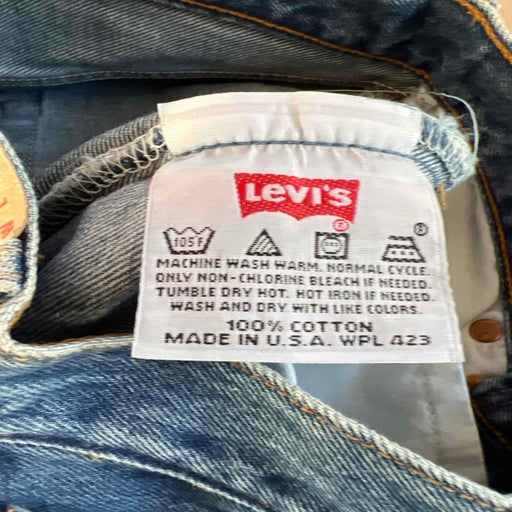 LEVI'S
R
105F
R
MACHINE WASH WARM. NORMAL CYCLE.
ONLY NON-CHLORINE BLEACH IF NEEDED.
TUMBLE DRY HOT. HOT IRON IF NEEDED.
WASH AND DRY WITH LIKE COLORS.
100% COTTON
MADE IN U.S.A. WPL 423